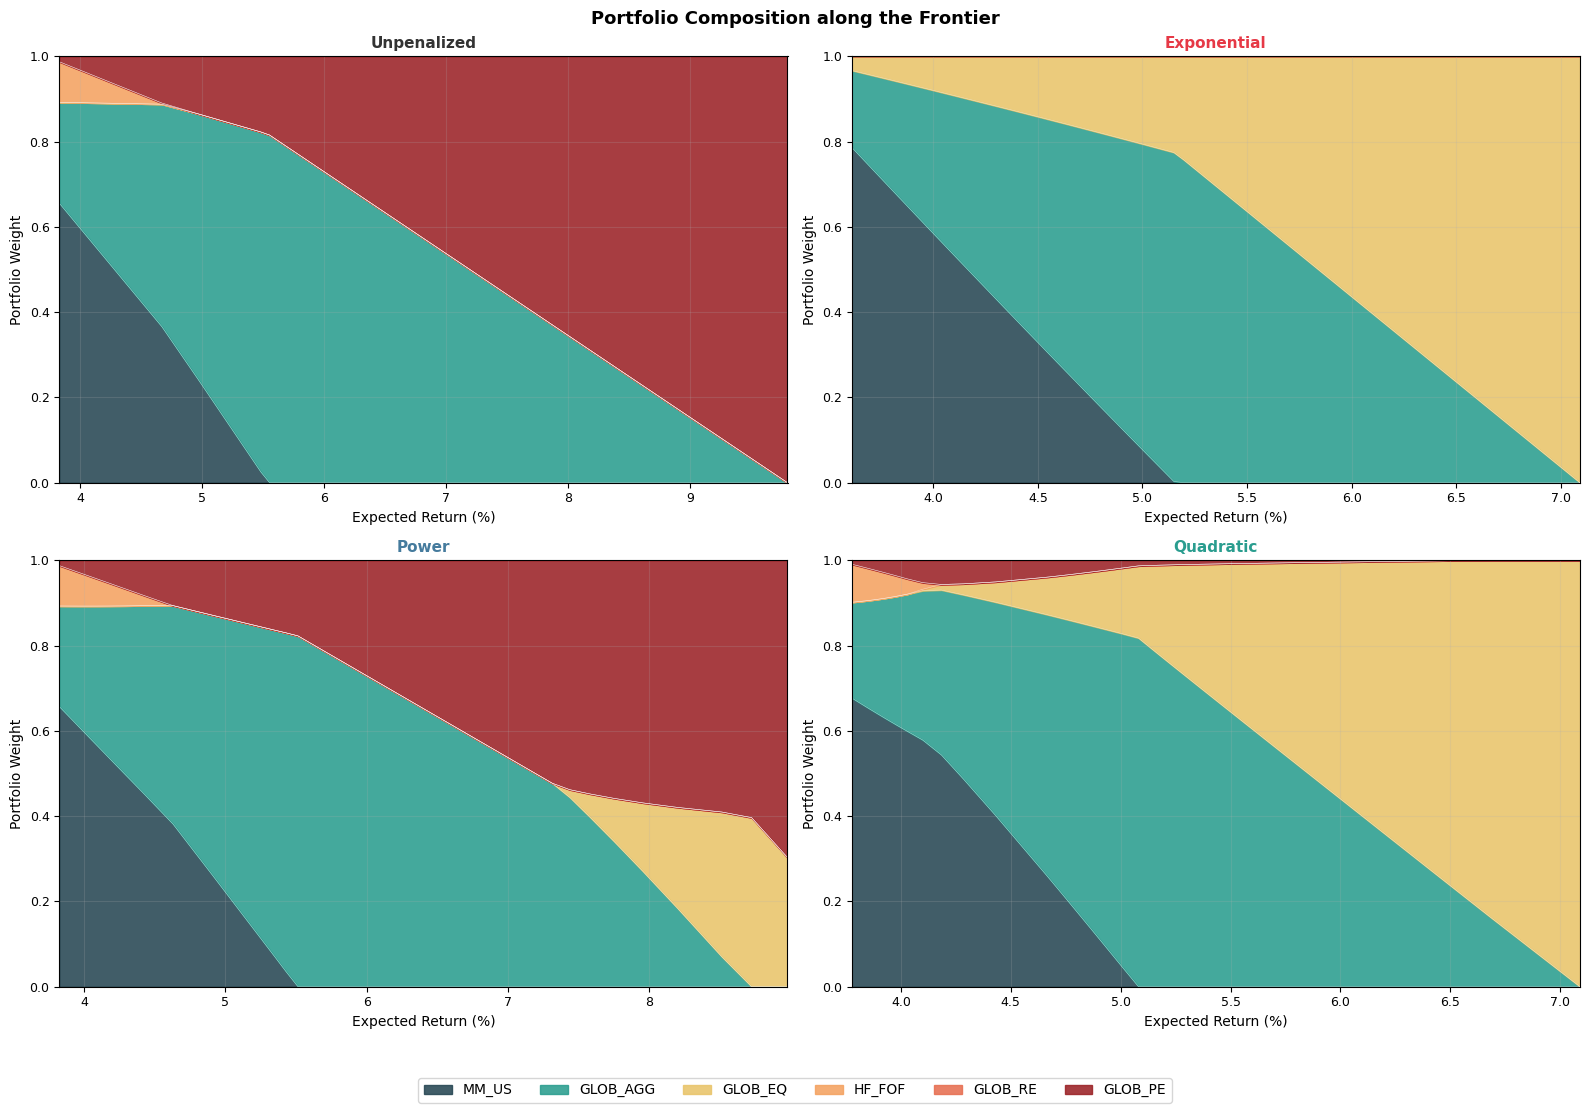 Portfolio Composition along the Frontier
Unpenalized
Portfolio Weight
1.0
0.8
0.6
0.4
0.2
0.0
4 5 6 7 8 9
Expected Return (%)
Exponential
Portfolio Weight
1.0
0.8
0.6
0.4
0.2
0.0
4.0 4.5 5.0 5.5 6.0 6.5 7.0
Expected Return (%)
Power
Portfolio Weight
1.0
0.8
0.6
0.4
0.2
0.0
4 5 6 7 8
Expected Return (%)
Quadratic
Portfolio Weight
1.0
0.8
0.6
0.4
0.2
0.0
4.0 4.5 5.0 5.5 6.0 6.5 7.0
Expected Return (%)
MM_US GLOB_AGG GLOB_EQ HF_FOF GLOB_RE GLOB_PE